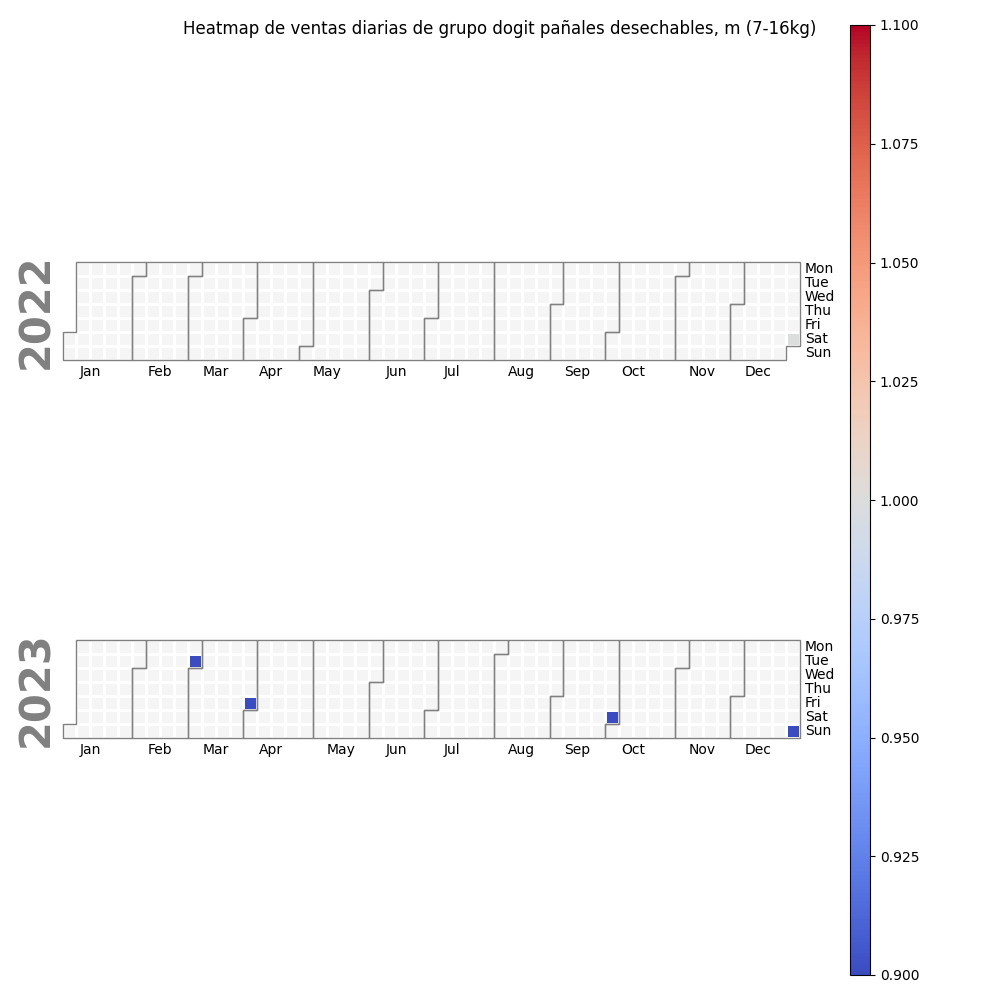 Heatmap de ventas diarias de grupo dogit pañales desechables, m (7-16kg)
1.100
1.075
1.050
1.025
1.000
0.975
0.950
0.925
0.900
2022
Mon
Tue
Wed
Thu
Fri
Sat
Sun
Jan Feb Mar Apr May Jun Jul Aug Sep Oct Nov Dec
2023
Mon
Tue
Wed
Thu
Fri
Sat
Sun
Jan Feb Mar Apr May Jun Jul Aug Sep Oct Nov Dec